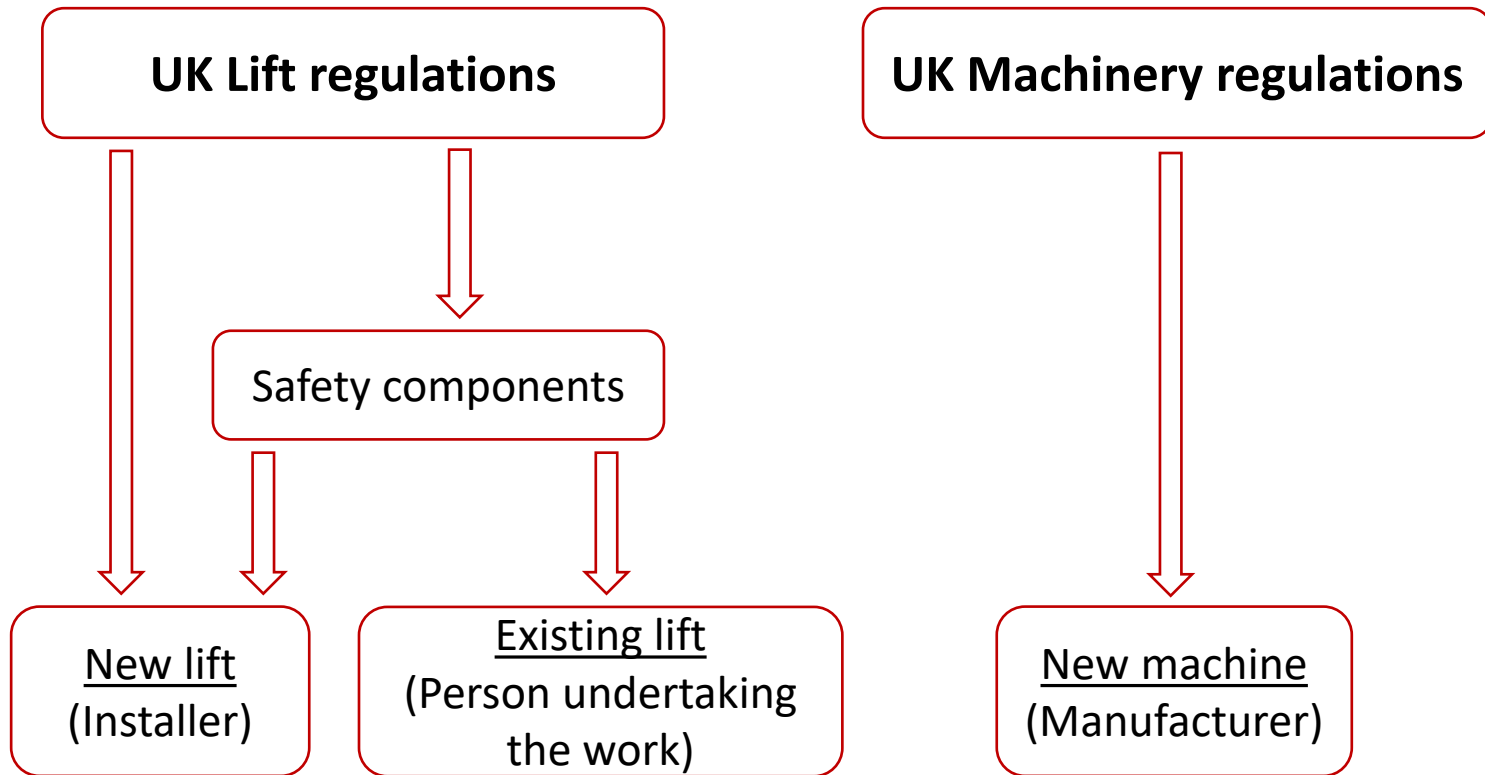 UK Lift regulations
UK Machinery regulations
Safety components
New lift
(Installer)
Existing lift
(Person undertaking
the work)
New machine
(Manufacturer)